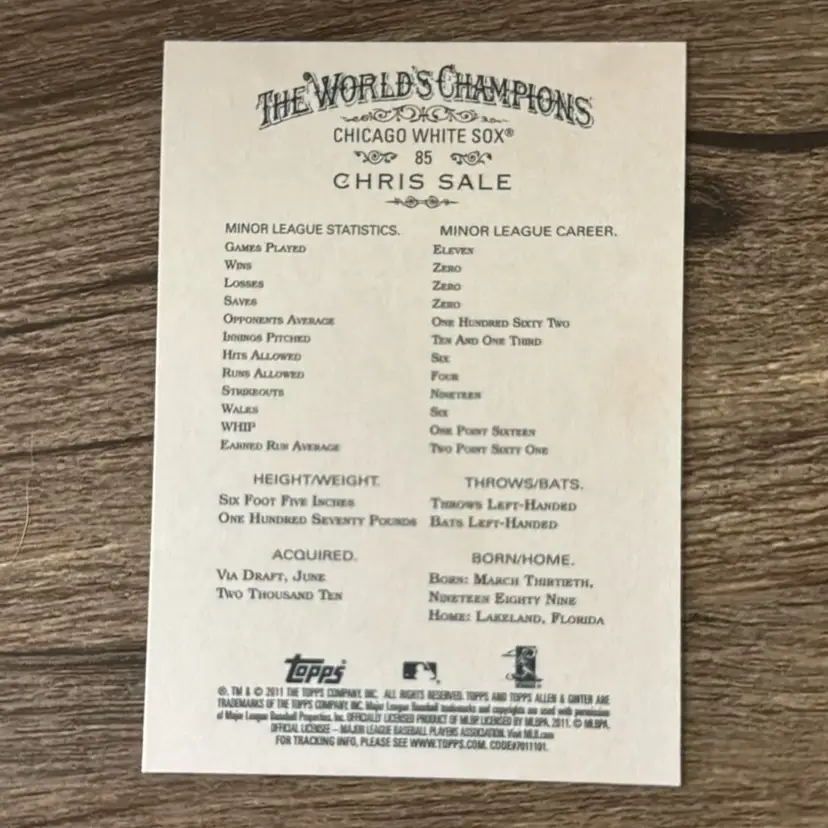 THE WORLD'S CHAMPIONS
CHICAGO WHITE SOX®
85
CHRIS SALE
MINOR LEAGUE STATISTICS. MINOR LEAGUE CAREER.
GAMES PLAYED ELEVEN
WINS ZERO
LOSSES ZERO
SAVES ZERO
OPPONENTS AVERAGE ONE HUNDRED SIXTY TWO
INNINGS PITCHED TEN AND ONE THIRD
HITS ALLOWED SIX
RUNS ALLOWED FOUR
STRIKEOUTS NINETEEN
WALKS SIX
WHIP ONE POINT SIXTEEN
EARNED RUN AVERAGE TWO POINT SIXTY ONE
HEIGHT/WEIGHT. THROWS/BATS.
SIX FOOT FIVE INCHES THROWS LEFT-HANDED
ONE HUNDRED SEVENTY POUNDS BATS LEFT-HANDED
ACQUIRED. BORN/HOME.
VIA DRAFT, JUNE BORN: MARCH THIRTIETH,
TWO THOUSAND TEN NINETEEN EIGHTY NINE
HOME: LAKELAND, FLORIDA
Topps
®, TM & © 2011 THE TOPPS COMPANY, INC. ALL RIGHTS RESERVED. TOPPS AND TOPPS ALLEN & GINTER ARE
TRADEMARKS OF THE TOPPS COMPANY, INC. Major League Baseball trademarks and copyrights are used with permission
of Major League Baseball Properties, Inc. OFFICIALLY LICENSED PRODUCT OF MLBP LICENSED BY MLBPA, 2011. © MLBPA.
OFFICIAL LICENSEE – MAJOR LEAGUE BASEBALL PLAYERS ASSOCIATION. Visit MLB.com
FOR TRACKING INFO, PLEASE SEE WWW.TOPPS.COM. CODE#7011101.